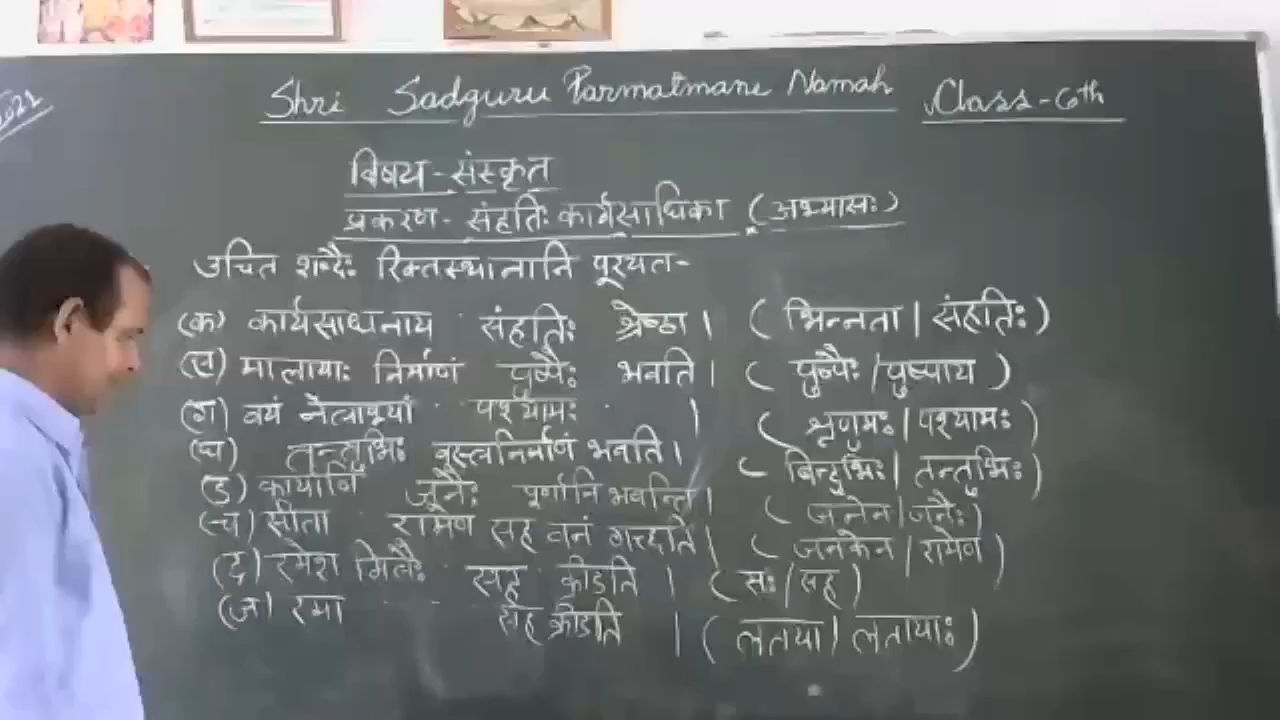 2021
Shri Sadguru Parmatmane Namah Class-6th
विषय-संस्कृत
प्रकरण- संहतिः कार्यसाधिका (अभ्यासः)
उचित शब्दैः रिक्तस्थानानि पूरयत-
(क) कार्यसाधनाय संहतिः श्रेष्ठा। (भिन्नता/संहतिः)
(ख) मालायाः निर्माणं पुष्पैः भवति। (पुष्पैः/पुष्पाय)
(ग) वयं नेत्राभ्यां पश्यामः । (श्रृणुमः/पश्यामः)
(घ) तन्तुभिः वस्त्रनिर्माणं भवति। (बिन्दुभिः/तन्तुभिः)
(ड) कार्याणि जनैः पूर्णानि भवन्ति। (जनेन/जनैः)
(च) सीता रामेण सह वनं गच्छति। (जनकेन/रामेण)
(छ) रमेश मित्रैः सह क्रीडति। (सः/सह)
(ज) रमा सह क्रीडति। (लतया/लतायाः)